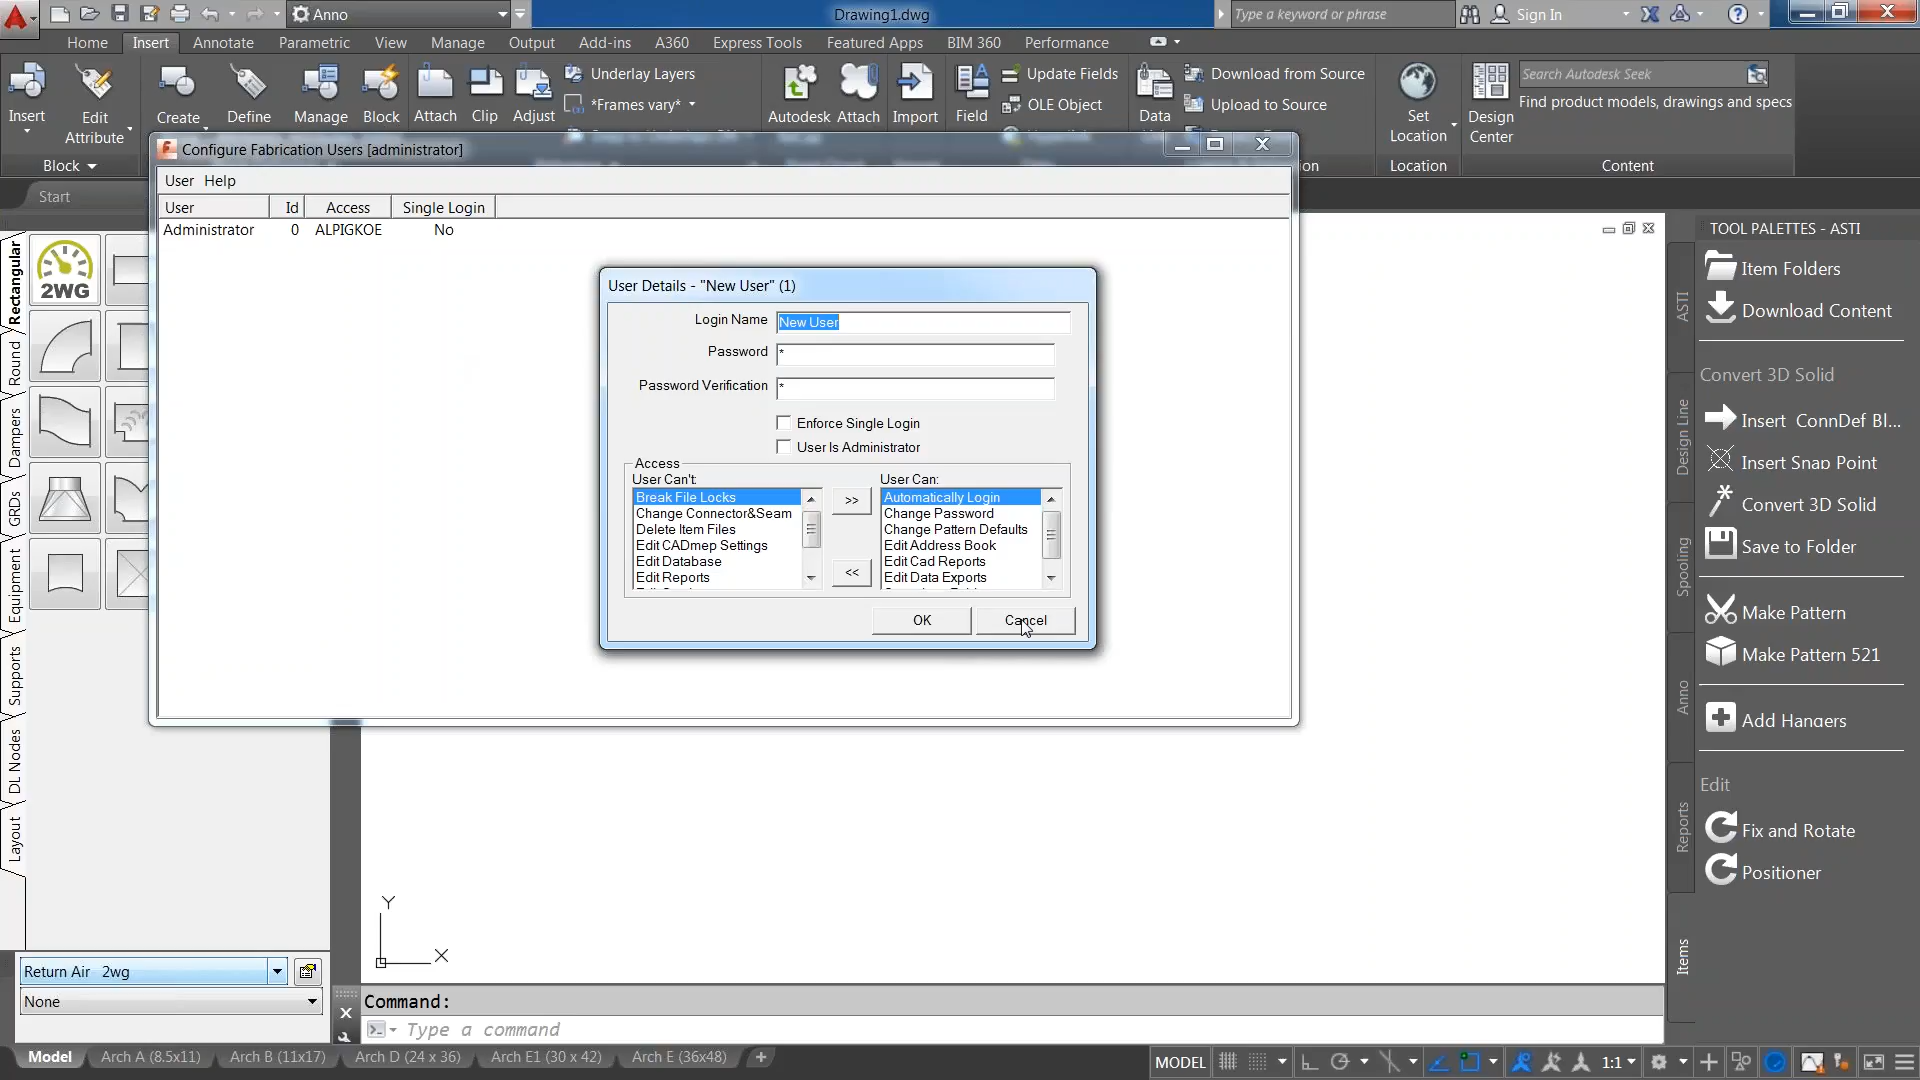 Anno
Drawing1.dwg
Type a keyword or phrase
Sign In
Home
Insert
Annotate
Parametric
View
Manage
Output
Add-ins
A360
Express Tools
Featured Apps
BIM 360
Performance
Insert
Edit
Attribute
Create
Define
Manage
Block
Attach
Clip
Adjust
Underlay Layers
*Frames vary*
Autodesk
Attach
Import
Field
Update Fields
OLE Object
Data
Download from Source
Upload to Source
Set
Location
Design
Center
Search Autodesk Seek
Find product models, drawings and specs
Block
Location
Content
Start
Configure Fabrication Users [administrator]
User Help
User Id Access Single Login
Administrator 0 ALPIGKOE No
User Details - "New User" (1)
Login Name New User
Password *
Password Verification *
Enforce Single Login
User Is Administrator
Access
User Can't:
Break File Locks
Change Connector&Seam
Delete Item Files
Edit CADmep Settings
Edit Database
Edit Reports
>>
<<
User Can:
Automatically Login
Change Password
Change Pattern Defaults
Edit Address Book
Edit Cad Reports
Edit Data Exports
OK
Cancel
2WG
Rectangular
Round
Dampers
GRDs
Equipment
Supports
DL Nodes
Layout
Return Air 2wg
None
TOOL PALETTES - ASTI
Item Folders
Download Content
Convert 3D Solid
Insert ConnDef Bl...
Insert Snap Point
Convert 3D Solid
Save to Folder
Make Pattern
Make Pattern 521
Add Hangers
Edit
Fix and Rotate
Positioner
ASTI
Design Line
Spooling
Anno
Reports
Items
Y
X
Command:
Type a command
Model
Arch A (8.5x11)
Arch B (11x17)
Arch D (24 x 36)
Arch E1 (30 x 42)
Arch E (36x48)
MODEL
1:1